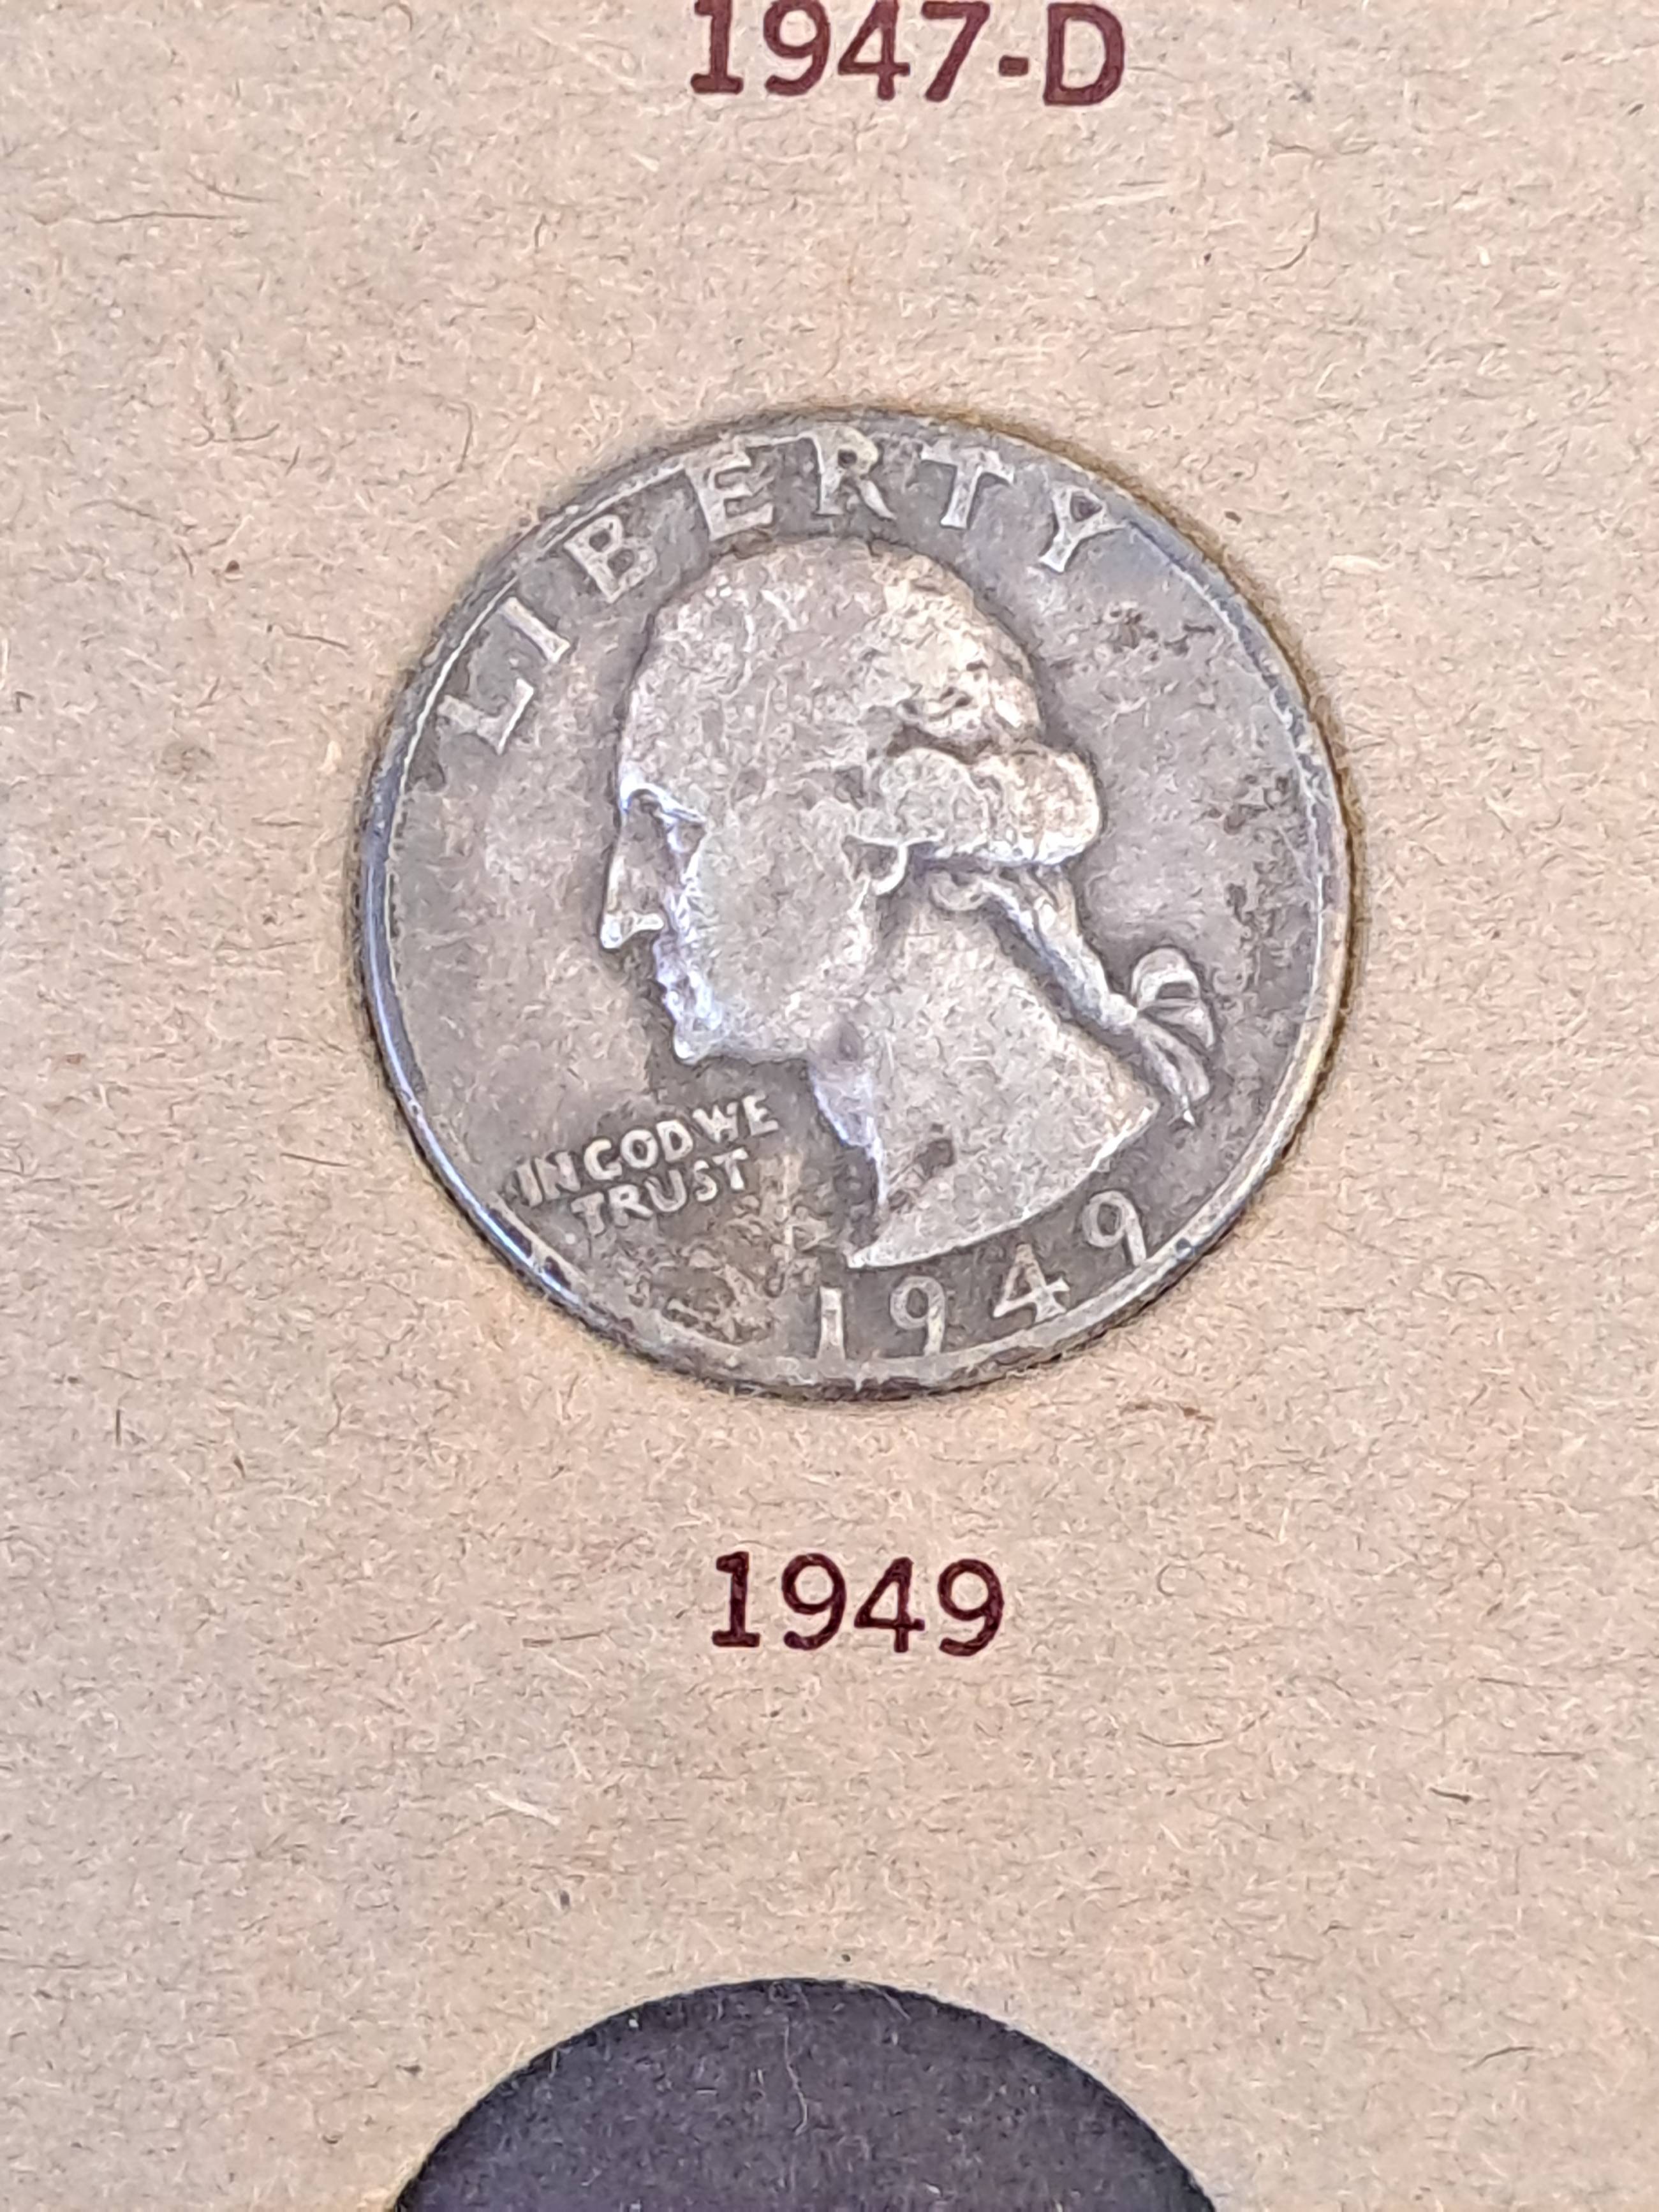 1947-D
LIBERTY
IN GOD WE
TRUST
1949
1949